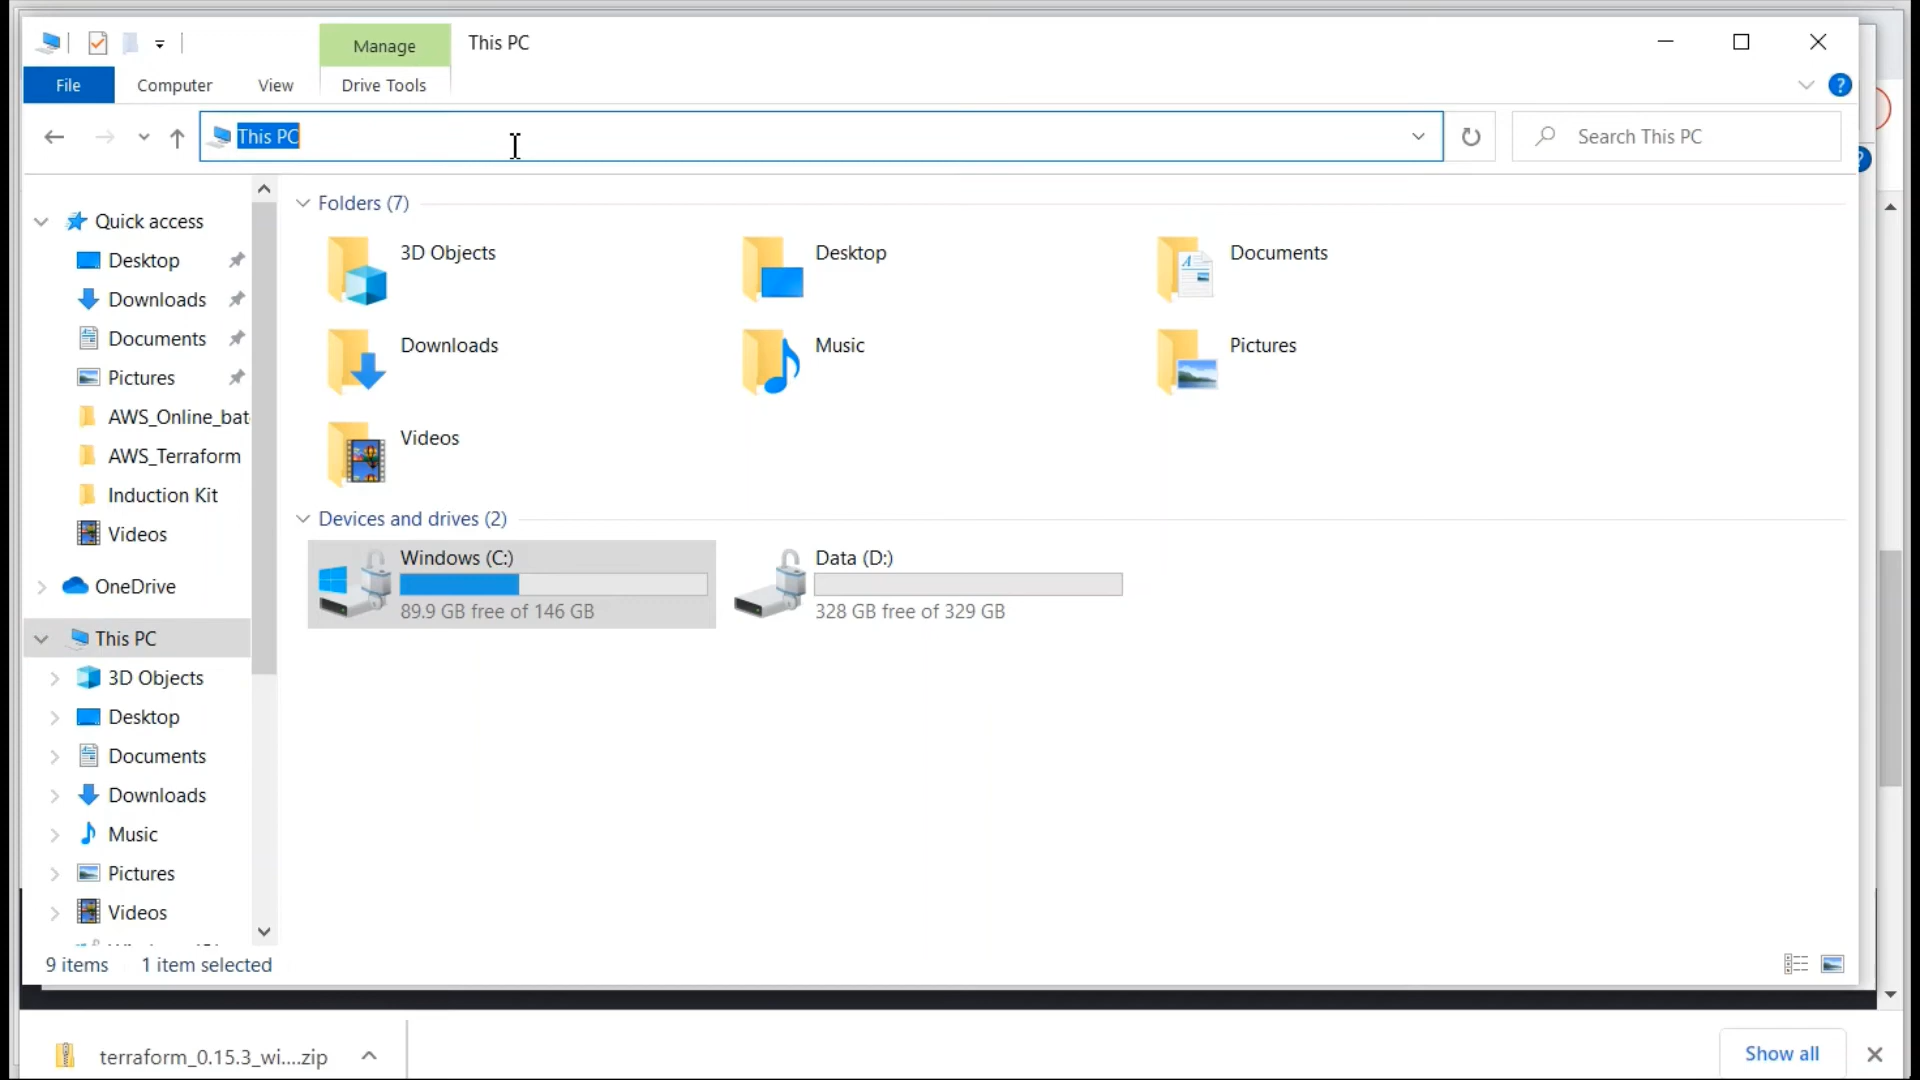 Manage
This PC
File
Computer
View
Drive Tools
?
This PC
Search This PC
Quick access
Desktop
Downloads
Documents
Pictures
AWS_Online_bat
AWS_Terraform
Induction Kit
Videos
OneDrive
This PC
3D Objects
Desktop
Documents
Downloads
Music
Pictures
Videos
Folders (7)
3D Objects
Desktop
Documents
Downloads
Music
Pictures
Videos
Devices and drives (2)
Windows (C:)
89.9 GB free of 146 GB
Data (D:)
328 GB free of 329 GB
9 items
1 item selected
terraform_0.15.3_wi....zip
Show all